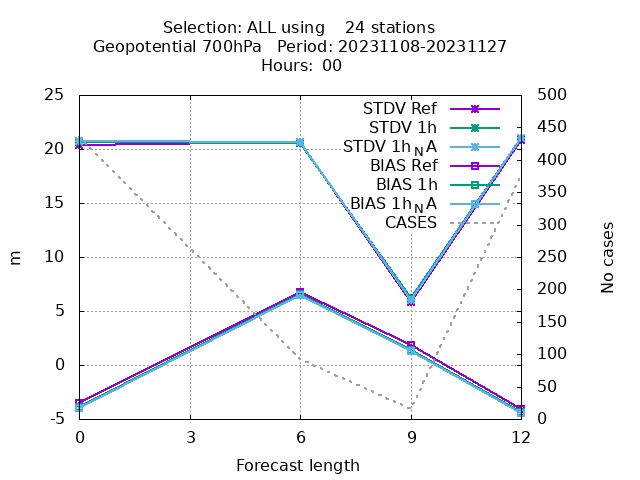 Selection: ALL using    24 stations
Geopotential 700hPa   Period: 20231108-20231127
Hours: 00
STDV Ref
STDV 1h
STDV 1h_NA
BIAS Ref
BIAS 1h
BIAS 1h_NA
CASES
25
20
15
10
5
0
-5
m
500
450
400
350
300
250
200
150
100
50
0
No cases
0 3 6 9 12
Forecast length